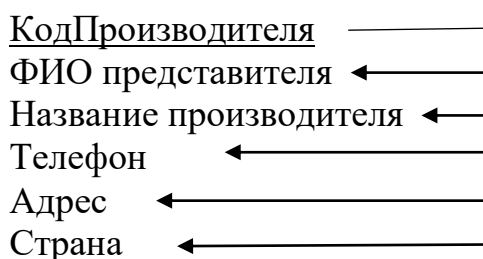 КодПроизводителя
ФИО представителя
Название производителя
Телефон
Адрес
Страна